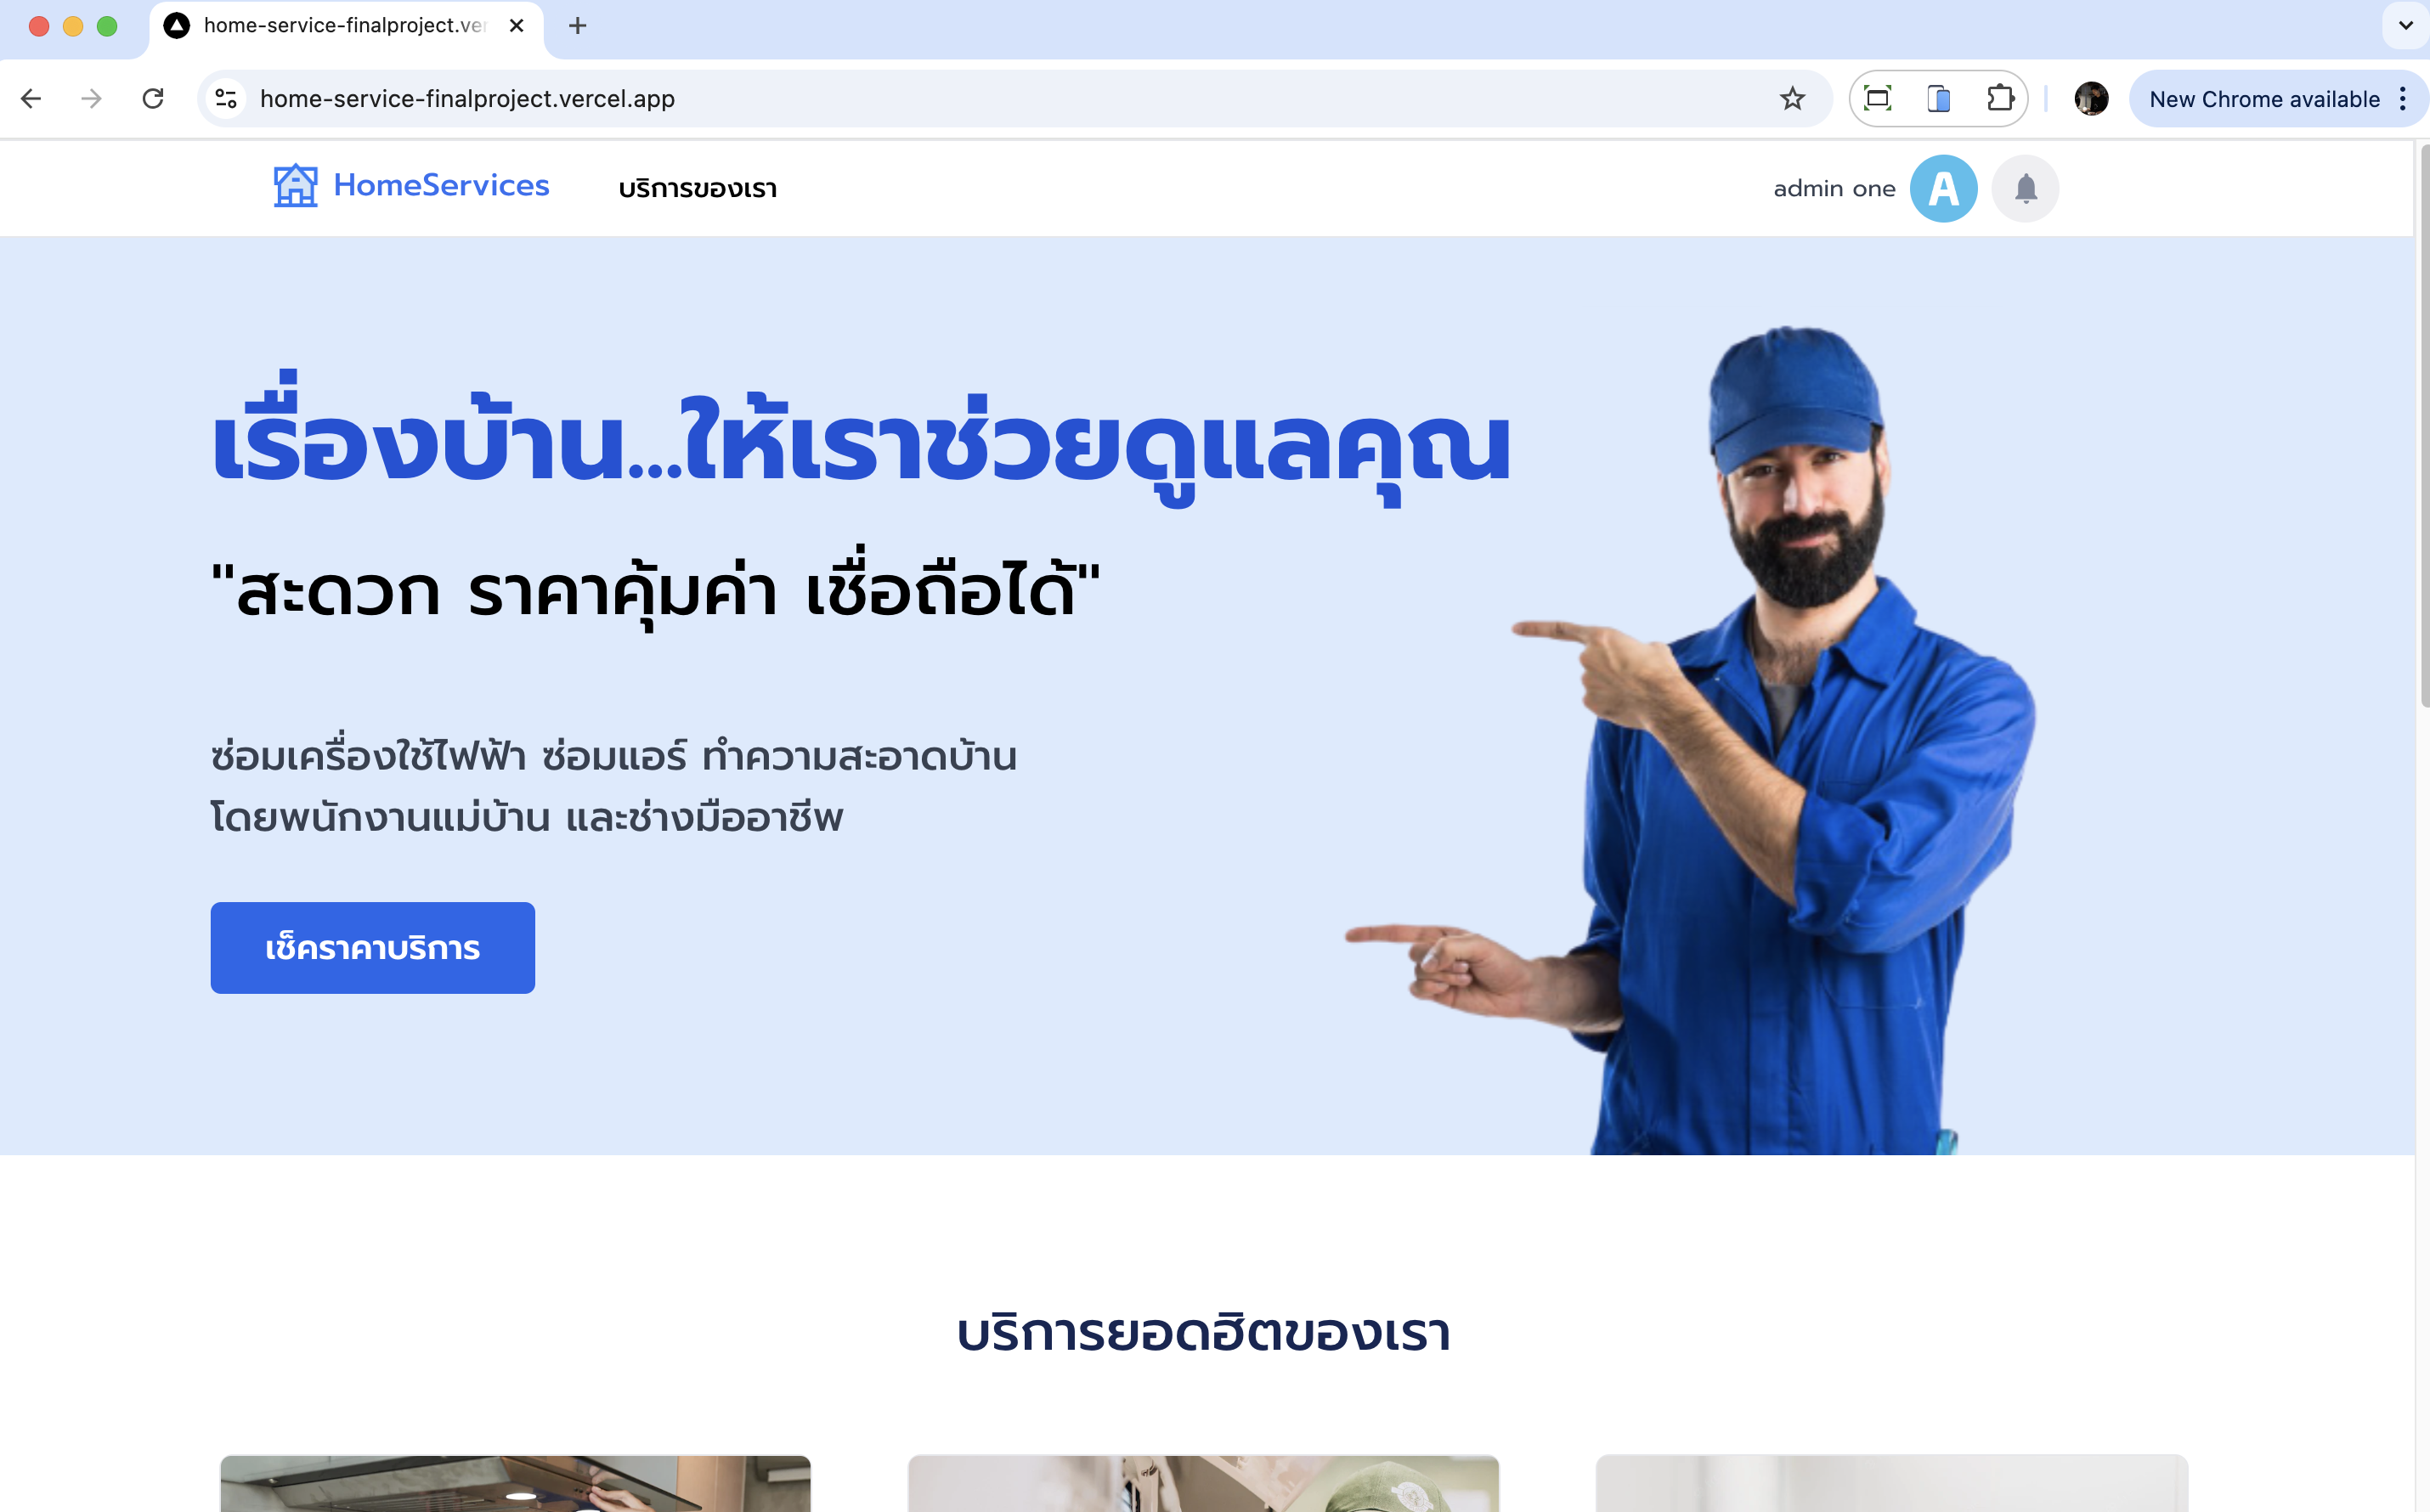 home-service-finalproject.ver
home-service-finalproject.vercel.app
New Chrome available
HomeServices
บริการของเรา
admin one
A
เรื่องบ้าน...ให้เราช่วยดูแลคุณ
"สะดวก ราคาคุ้มค่า เชื่อถือได้"
ซ่อมเครื่องใช้ไฟฟ้า ซ่อมแอร์ ทำความสะอาดบ้าน
โดยพนักงานแม่บ้าน และช่างมืออาชีพ
เช็คราคาบริการ
บริการยอดฮิตของเรา